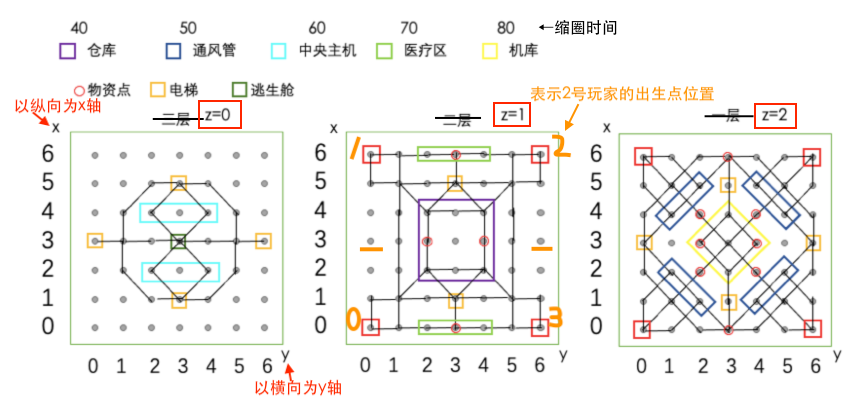 40 50 60 70 80 ←缩圈时间
仓库 通风管 中央主机 医疗区 机库
物资点 电梯 逃生舱
表示2号玩家的出生点位置
以纵向为x轴
三层 z=0 二层 z=1 一层 z=2
x x x
6 6 6
1 2
5 5 5
4 4 4
3 3 3
2 2 2
1 1 1
0 0 0
0 3
y y y
0 1 2 3 4 5 6 0 1 2 3 4 5 6 0 1 2 3 4 5 6
以横向为y轴